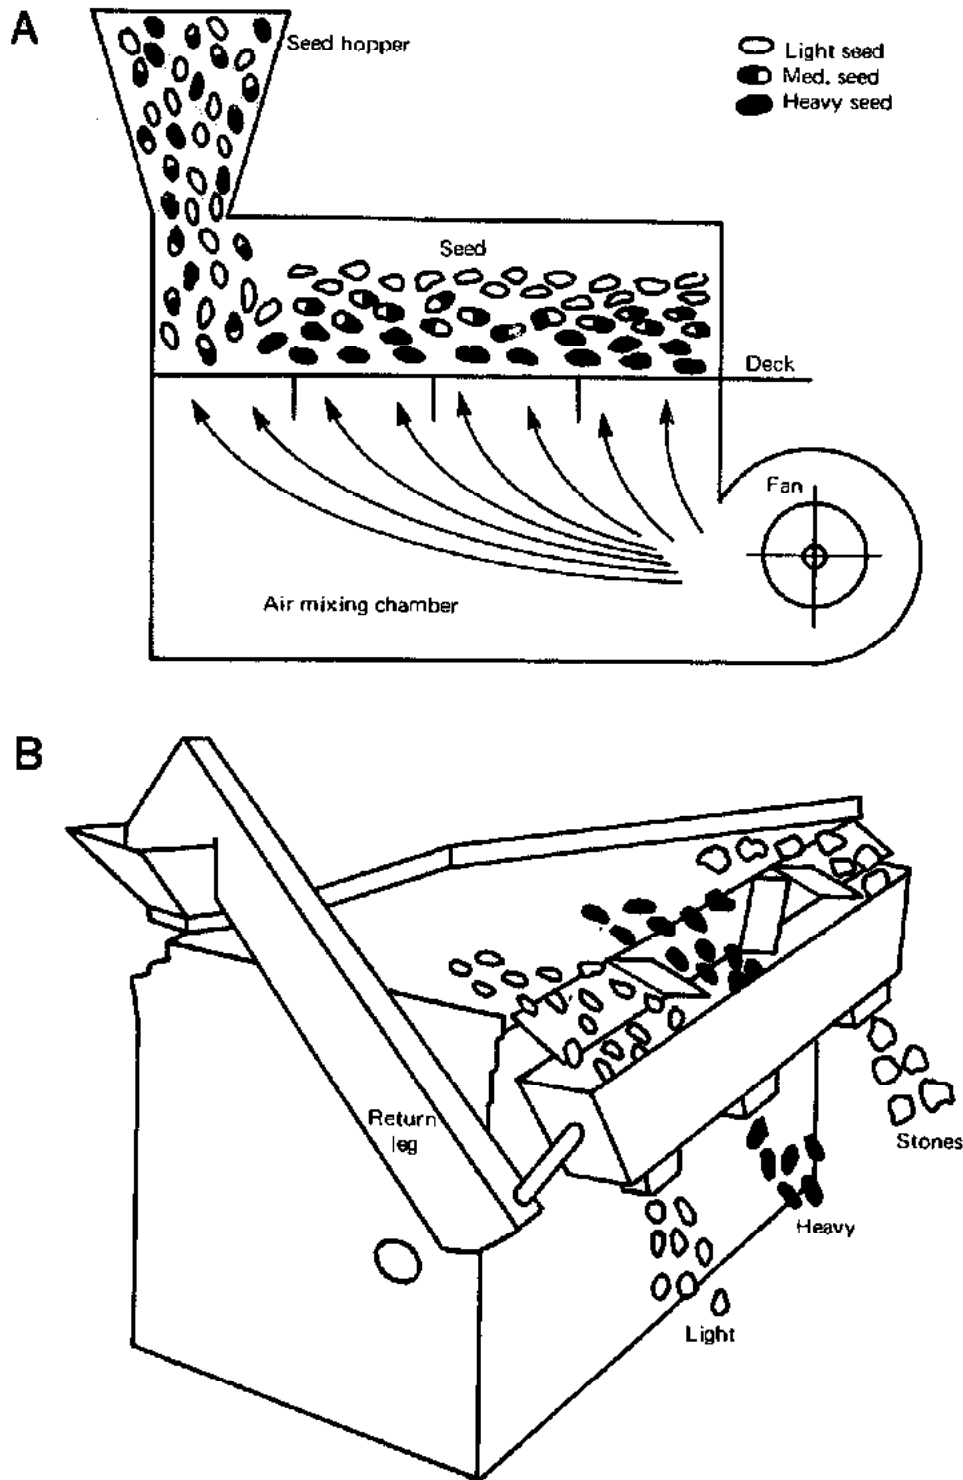 A
Seed hopper
Light seed
Med. seed
Heavy seed
Seed
Deck
Fan
Air mixing chamber
B
Return
leg
Stones
Heavy
Light